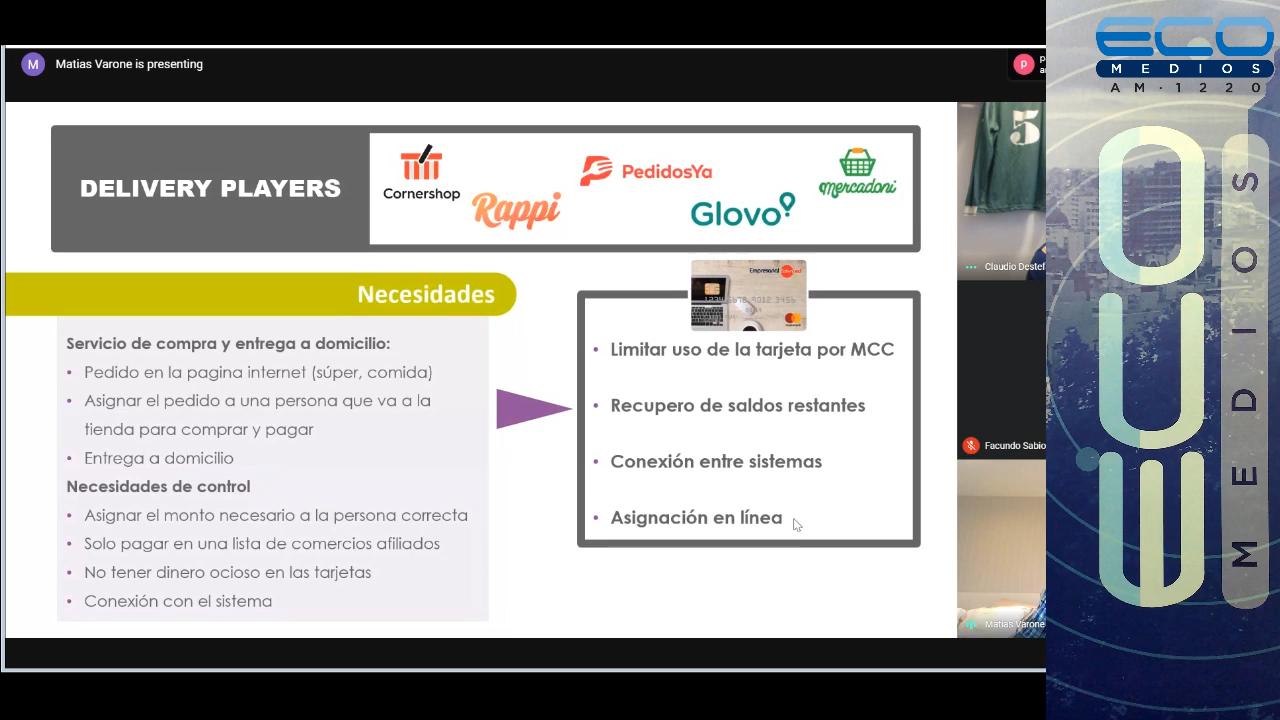 M Matias Varone is presenting
p
DELIVERY PLAYERS
Cornershop
Rappi
PedidosYa
Glovo
mercadoni
Necesidades
Servicio de compra y entrega a domicilio:
• Pedido en la pagina internet (súper, comida)
• Asignar el pedido a una persona que va a la
tienda para comprar y pagar
• Entrega a domicilio
Necesidades de control
• Asignar el monto necesario a la persona correcta
• Solo pagar en una lista de comercios afiliados
• No tener dinero ocioso en las tarjetas
• Conexión con el sistema
Empresarial
• Limitar uso de la tarjeta por MCC
• Recupero de saldos restantes
• Conexión entre sistemas
• Asignación en línea
5
Claudio Destef
Facundo Sabio
Matias Varone
ECO
MEDIOS
AM·1220
ECO
MEDIOS